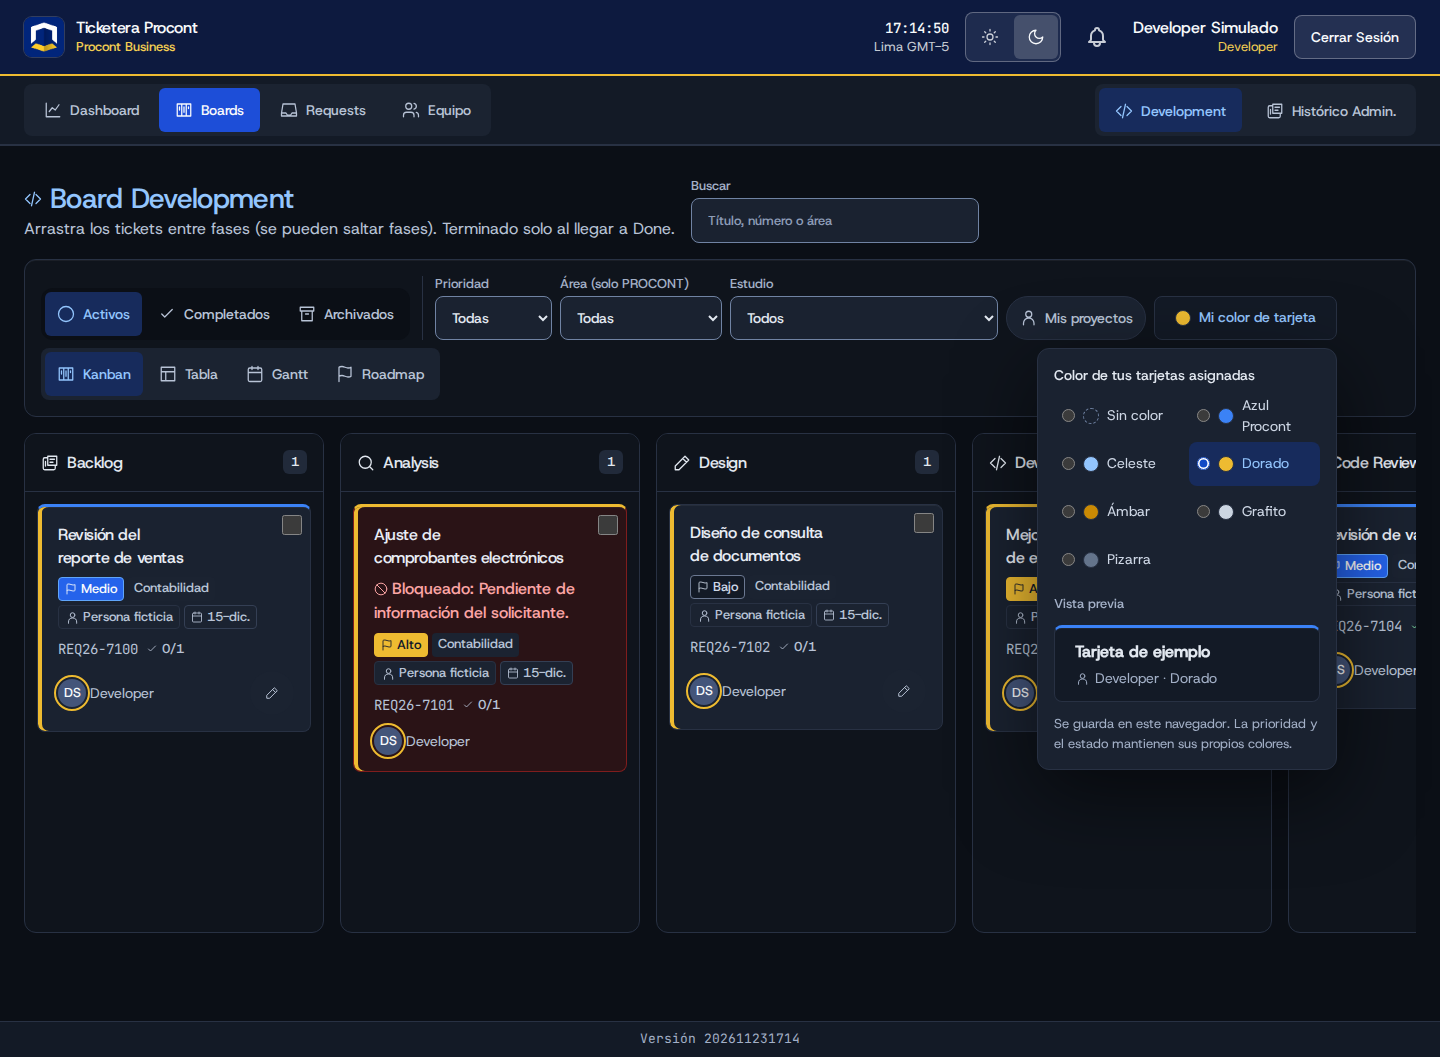 Ticketera Procont
Procont Business
17:14:50
Lima GMT-5
Developer Simulado
Developer
Cerrar Sesión
Dashboard
Boards
Requests
Equipo
Development
Histórico Admin.
Board Development
Arrastra los tickets entre fases (se pueden saltar fases). Terminado solo al llegar a Done.
Buscar
Título, número o área
Activos
Completados
Archivados
Prioridad
Todas
Área (solo PROCONT)
Todas
Estudio
Todos
Mis proyectos
Mi color de tarjeta
Kanban
Tabla
Gantt
Roadmap
Color de tus tarjetas asignadas
Sin color
Azul
Procont
Celeste
Dorado
Ámbar
Grafito
Pizarra
Vista previa
Tarjeta de ejemplo
Developer · Dorado
Se guarda en este navegador. La prioridad y
el estado mantienen sus propios colores.
Backlog
1
Revisión del
reporte de ventas
Medio
Contabilidad
Persona ficticia
15-dic.
REQ26-7100
0/1
DS
Developer
Analysis
1
Ajuste de
comprobantes electrónicos
Bloqueado: Pendiente de
información del solicitante.
Alto
Contabilidad
Persona ficticia
15-dic.
REQ26-7101
0/1
DS
Developer
Design
1
Diseño de consulta
de documentos
Bajo
Contabilidad
Persona ficticia
15-dic.
REQ26-7102
0/1
DS
Developer
DS
Code Review
Medio
7104
Developer
Versión 202611231714